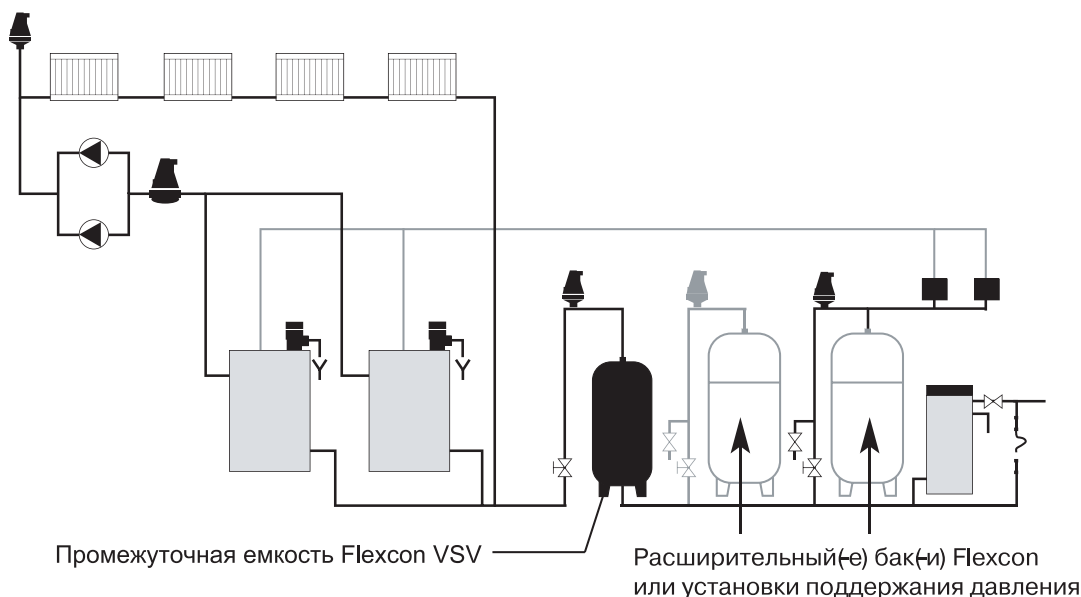 Промежуточная емкость Flexcon VSV
Расширительный(-е) бак(-и) Flexcon
или установки поддержания давления